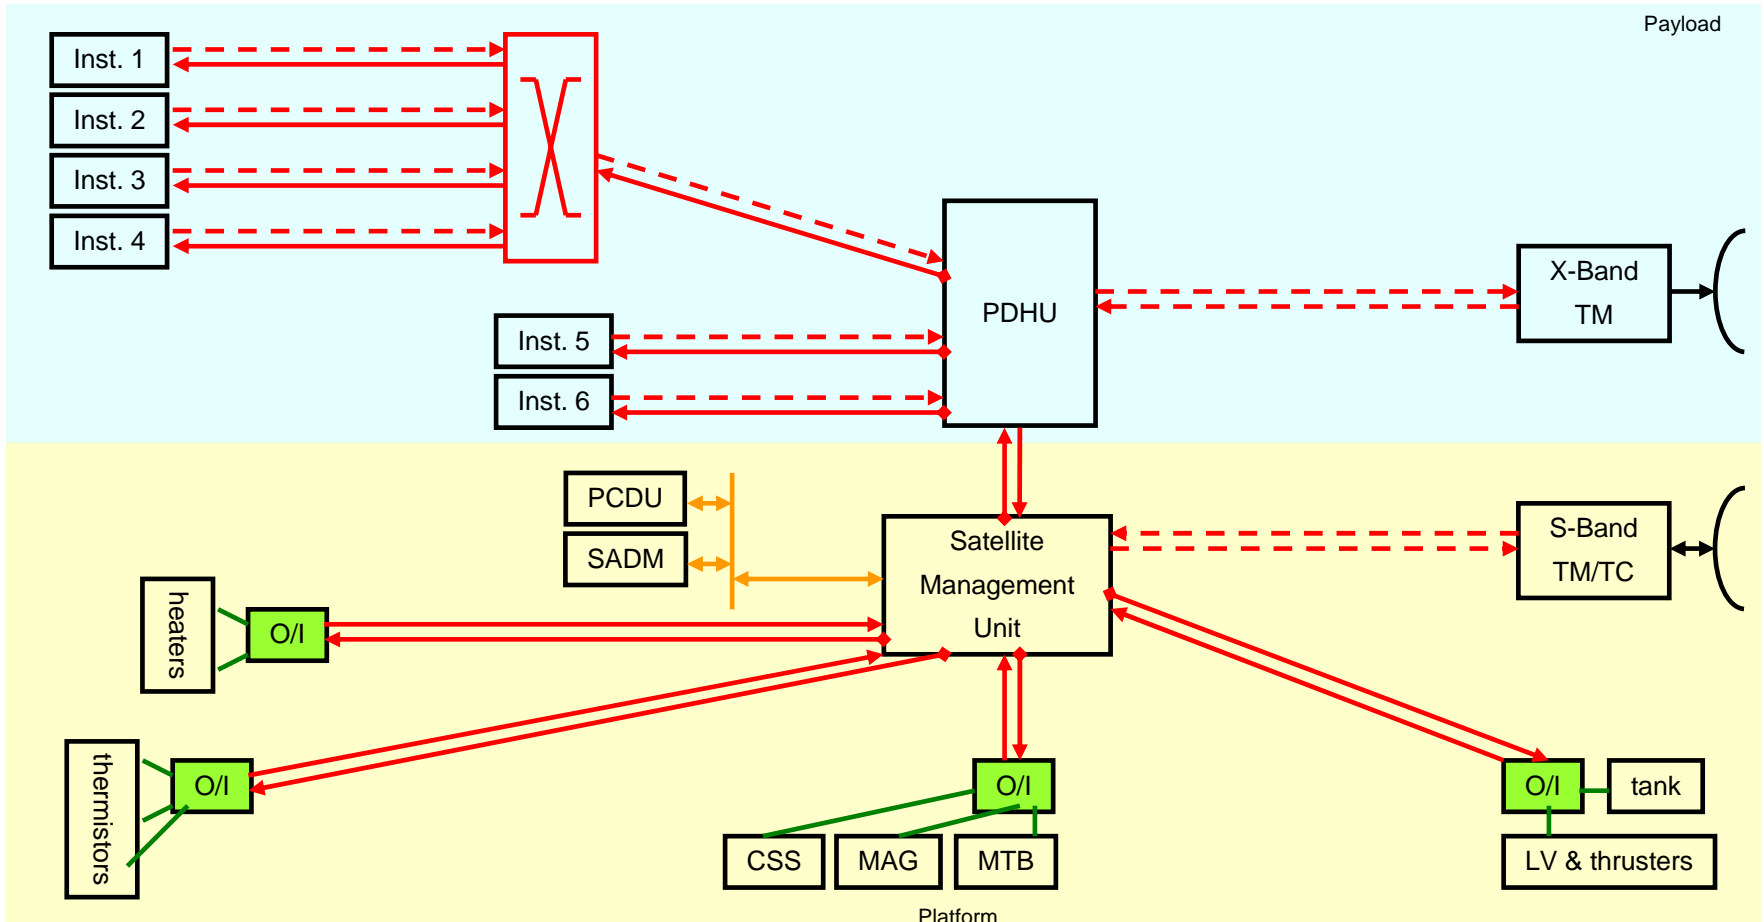 Payload
Inst. 1
Inst. 2
Inst. 3
Inst. 4
X-Band
TM
PDHU
Inst. 5
Inst. 6
PCDU
SADM
Satellite
Management
Unit
S-Band
TM/TC
heaters
O/I
thermistors
O/I
O/I
O/I
tank
CSS
MAG
MTB
LV & thrusters
Platform